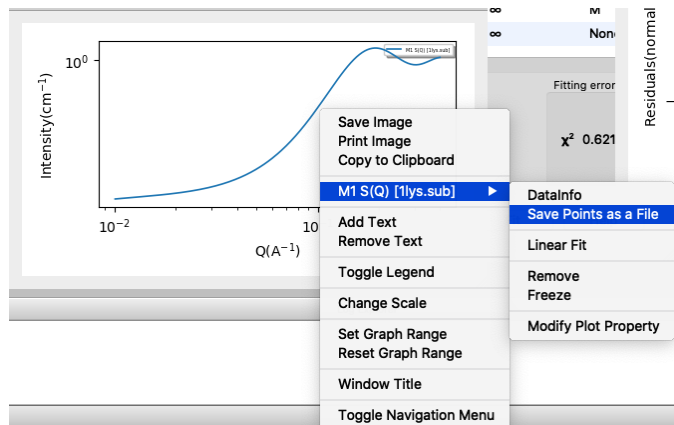 M
∞
∞
None
Fitting error
χ² 0.621
Residuals(normal
10⁰
M1 S(Q) [1lys.sub]
Intensity(cm⁻¹)
10⁻²
Q(A⁻¹)
Save Image
Print Image
Copy to Clipboard
M1 S(Q) [1lys.sub]
Add Text
Remove Text
Toggle Legend
Change Scale
Set Graph Range
Reset Graph Range
Window Title
Toggle Navigation Menu
DataInfo
Save Points as a File
Linear Fit
Remove
Freeze
Modify Plot Property